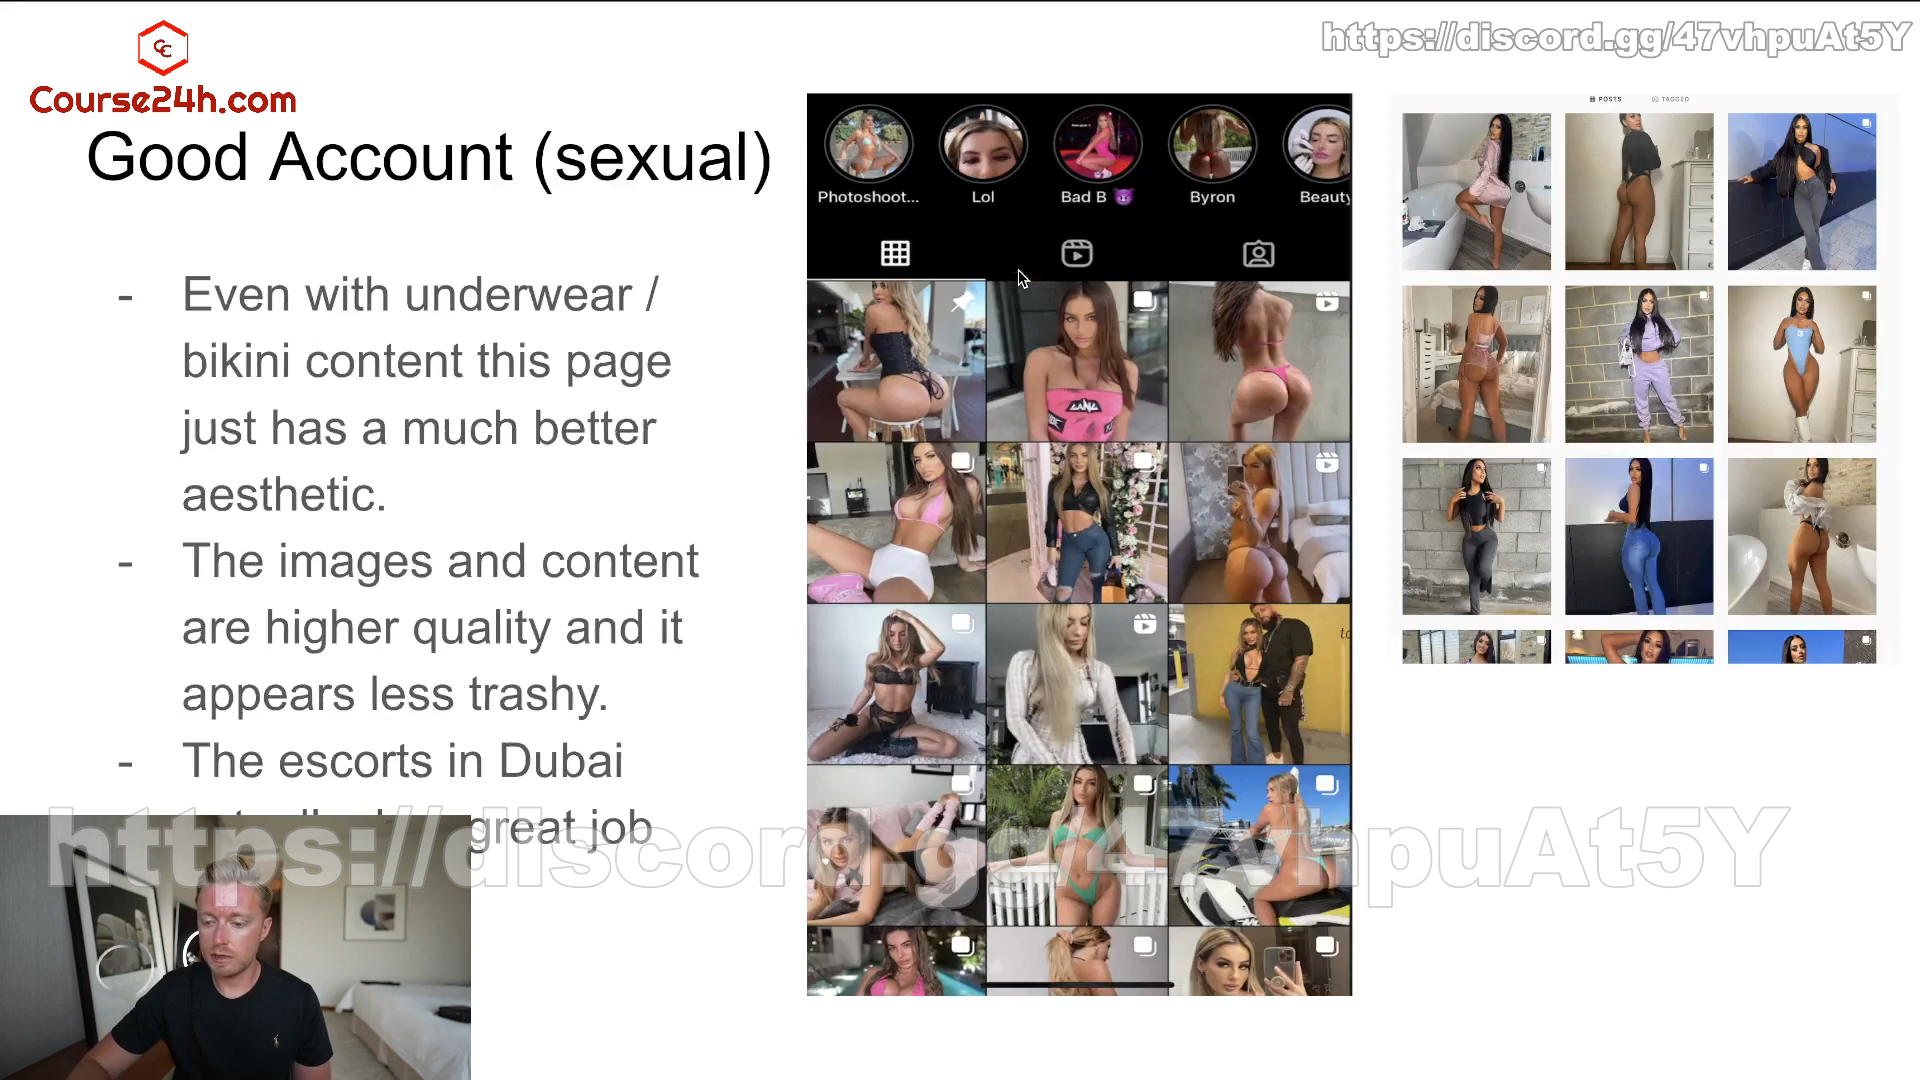 CC
Course24h.com
https://discord.gg/47vhpuAt5Y
Good Account (sexual)
- Even with underwear /
bikini content this page
just has a much better
aesthetic.
- The images and content
are higher quality and it
appears less trashy.
- The escorts in Dubai
great job
Photoshoot...
Lol
Bad B 😈
Byron
Beauty
POSTS
TAGGED
https://discord.gg/47vhpuAt5Y